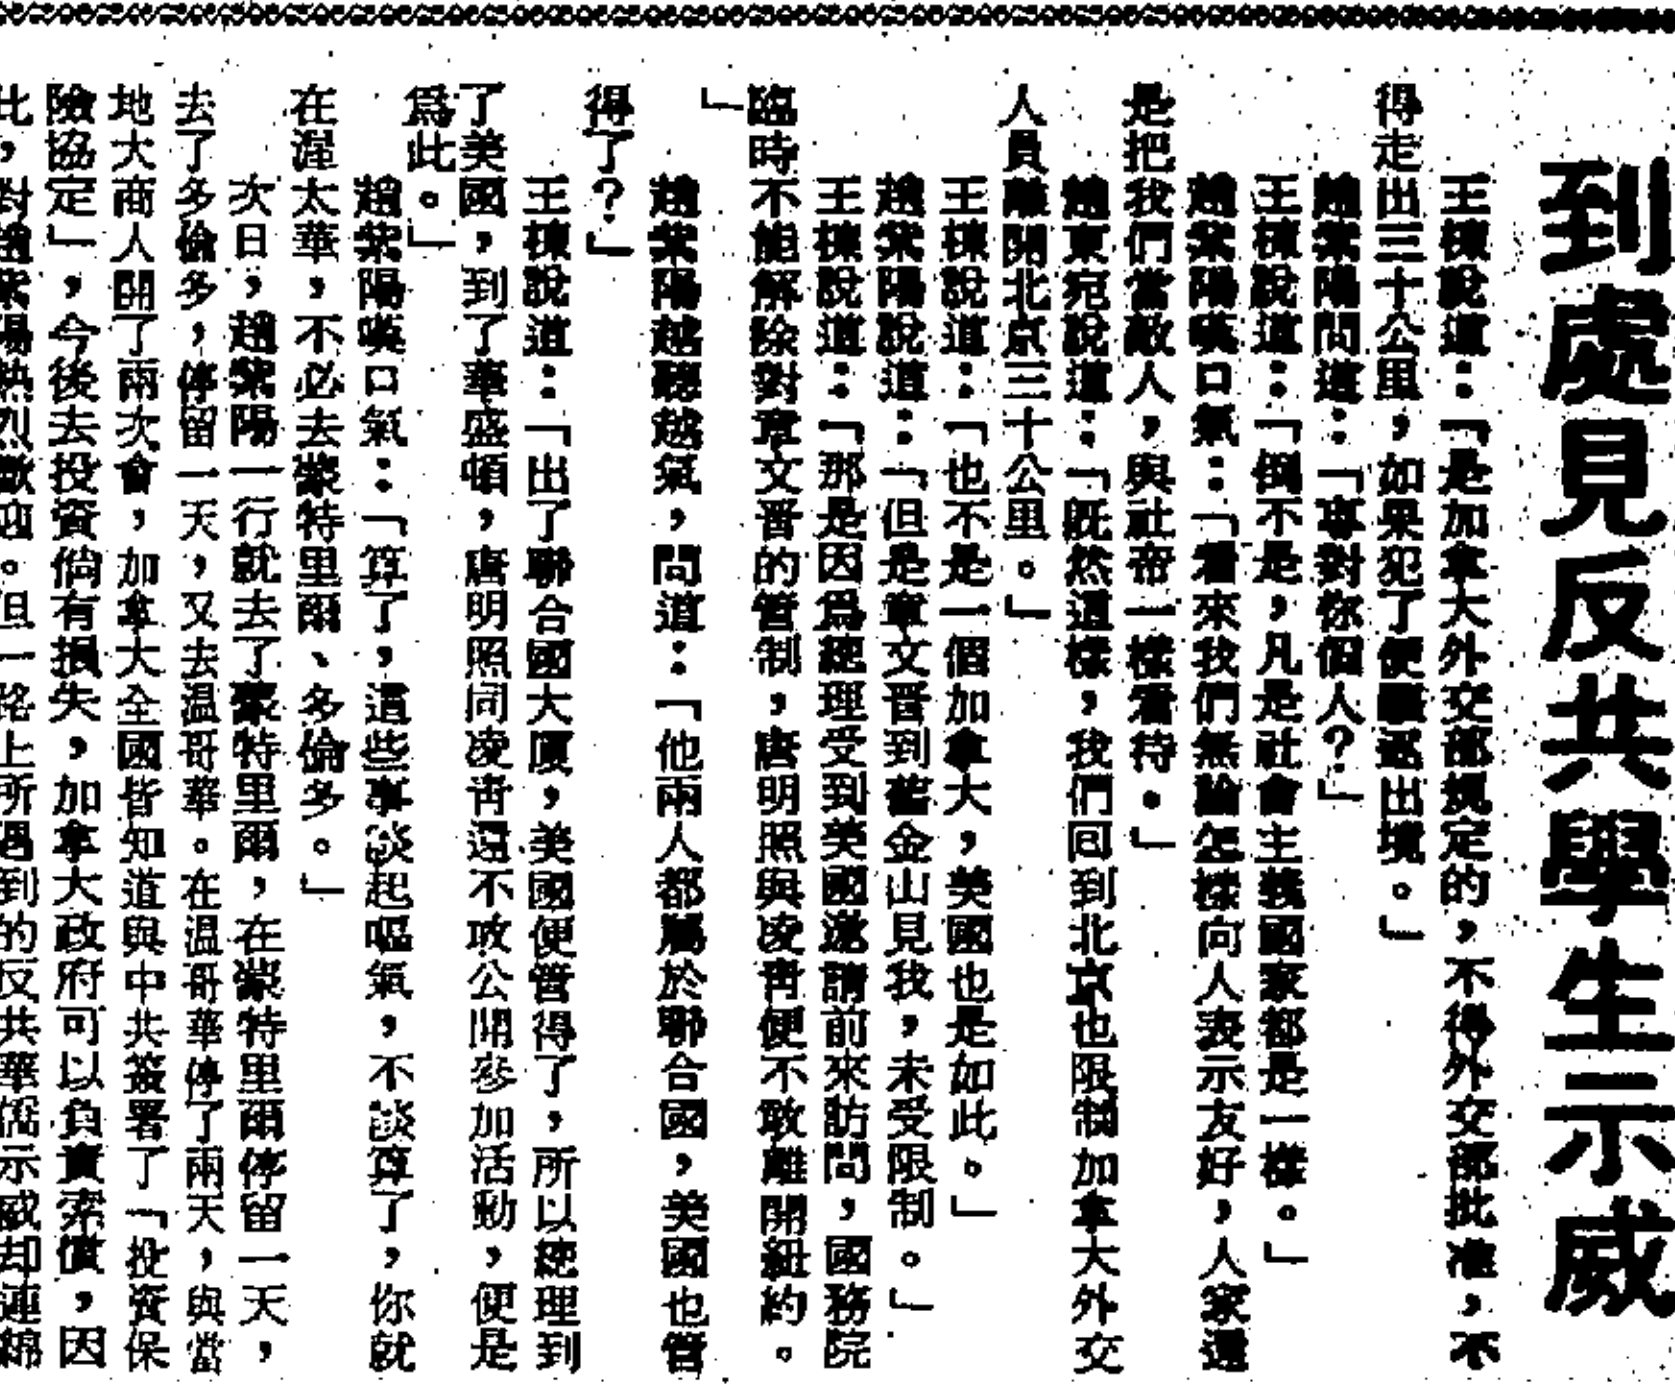 到處見反共學生示威
王棟說道：「是加拿大外交部規定的，不得外交部批准，不
得走出三十公里，如果犯了便驅逐出境。」
趙紫陽問道：「專對你個人？」
王棟說道：「倒不是，凡是社會主義國家都是一樣。」
趙紫陽嘆口氣：「看來我們無論怎樣向人表示友好，人家還
是把我們當敵人，與社帝一樣看待。」
趙東宛說道：「既然這樣，我們回到北京也限制加拿大外交
人員離開北京三十公里。」
王棟說道：「也不是一個加拿大，美國也是如此。」
趙紫陽說道：「但是章文晋到舊金山見我，未受限制。」
王棟說道：「那是因爲總理受到美國邀請前來訪問，國務院
臨時不能解除對章文晋的管制，唐明照與凌青便不敢離開紐約。
」
趙紫陽越聽越氣，問道：「他兩人都屬於聯合國，美國也管
得了？」
王棟說道：「出了聯合國大厦，美國便管得了，所以總理到
了美國，到了華盛頓，唐明照同凌青還不敢公開參加活動，便是
爲此。」
趙紫陽嘆口氣：「算了，這些事談起嘔氣，不談算了，你就
在渥太華，不必去蒙特里爾、多倫多。」
次日，趙紫陽一行就去了蒙特里爾，在蒙特里爾停留一天，
去了多倫多，停留一天，又去温哥華。在温哥華停了兩天，與當
地大商人開了兩次會，加拿大全國皆知道與中共簽署了「投資保
險協定」，今後去投資倘有損失，加拿大政府可以負責索償，因
此，對趙紫陽熱烈歡迎。但一路上所遇到的反共華僑示威却連綿